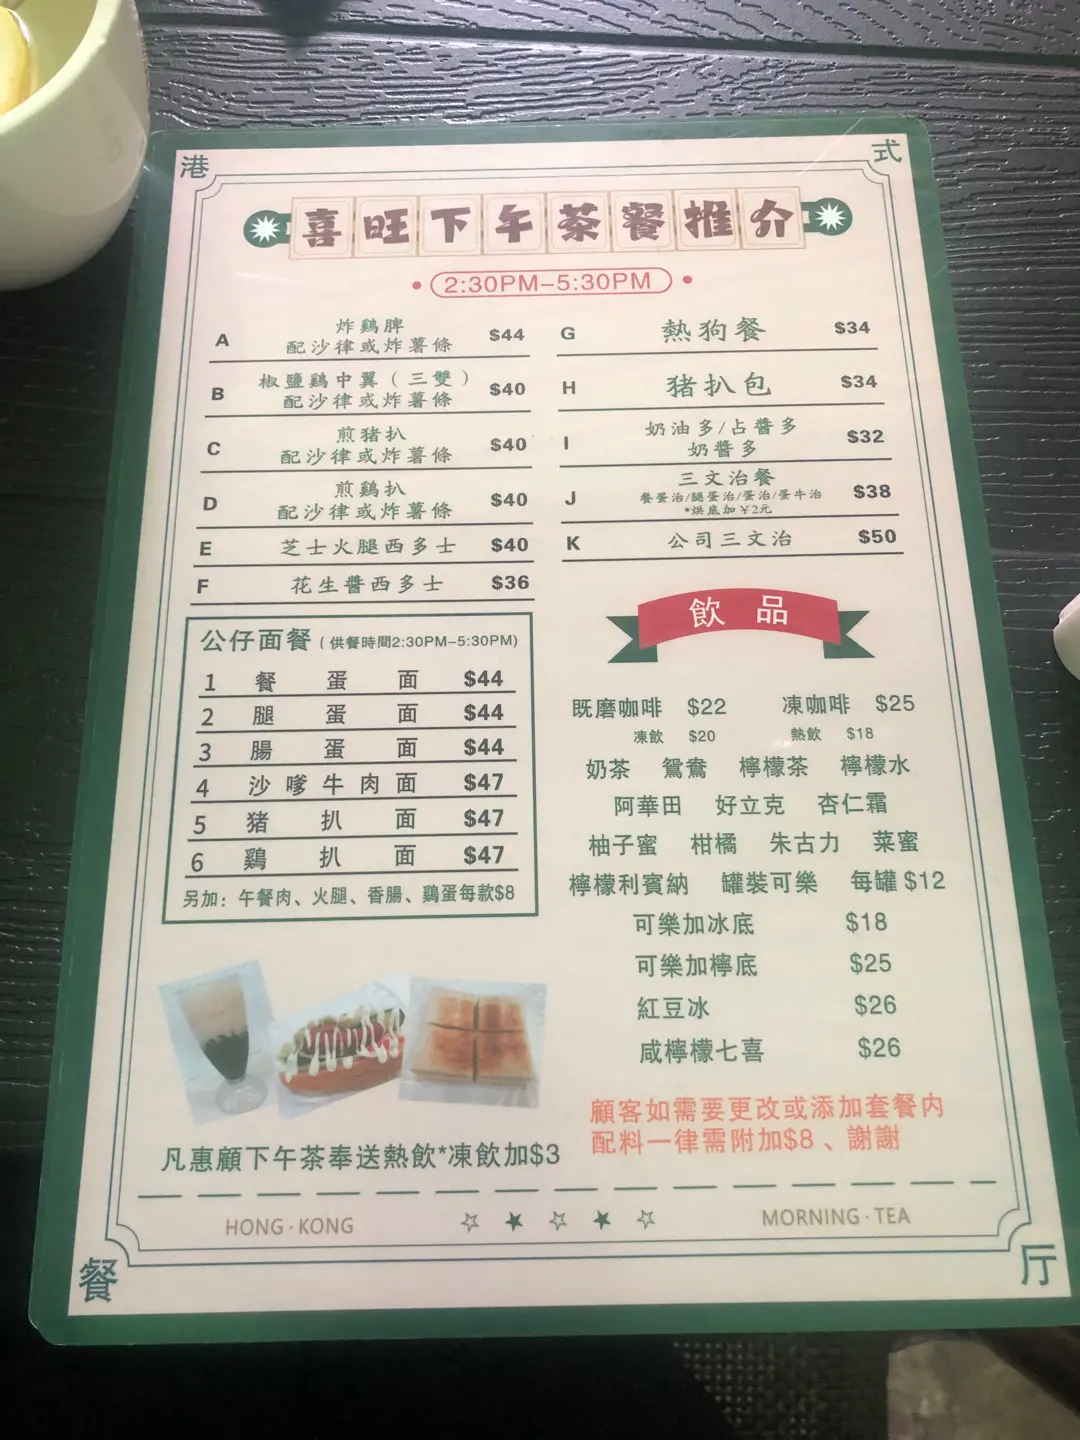 港 式
喜旺下午茶餐推介
2:30PM–5:30PM
A 炸鷄脾 配沙律或炸薯條 $44
B 椒鹽鷄中翼（三雙） 配沙律或炸薯條 $40
C 煎猪扒 配沙律或炸薯條 $40
D 煎鷄扒 配沙律或炸薯條 $40
E 芝士火腿西多士 $40
F 花生醬西多士 $36
G 熱狗餐 $34
H 猪扒包 $34
I 奶油多/占醬多 奶醬多 $32
J 三文治餐 $38
餐蛋治/腿蛋治/蛋治/蛋牛治
*烘底加￥2元
K 公司三文治 $50
公仔面餐（供餐時間2:30PM–5:30PM)
1 餐蛋面 $44
2 腿蛋面 $44
3 腸蛋面 $44
4 沙嗲牛肉面 $47
5 猪扒面 $47
6 鷄扒面 $47
另加：午餐肉、火腿、香腸、鷄蛋每款$8
飲品
既磨咖啡 $22 凍咖啡 $25
凍飲 $20 熱飲 $18
奶茶 鴛鴦 檸檬茶 檸檬水
阿華田 好立克 杏仁霜
柚子蜜 柑橘 朱古力 菜蜜
檸檬利賓納 罐裝可樂 每罐 $12
可樂加冰底 $18
可樂加檸底 $25
紅豆冰 $26
咸檸檬七喜 $26
顧客如需要更改或添加套餐内
配料一律需附加$8 、謝謝
凡惠顧下午茶奉送熱飲*凍飲加$3
HONG·KONG ☆ ★ ☆ ★ ☆ MORNING·TEA
餐 厅